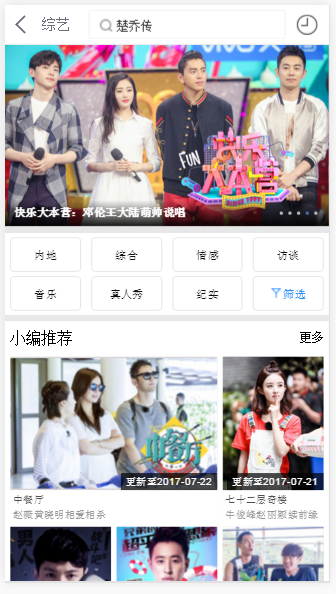 综艺
楚乔传
VIVO
FUN
快乐大本营
快乐大本营：邓伦王大陆萌帅说唱
内地
综合
情感
访谈
音乐
真人秀
纪实
筛选
小编推荐
更多
中餐厅
更新至2017-07-22
更新至2017-07-21
中餐厅
七十二层奇楼
赵薇黄晓明相爱相杀
牛俊峰赵丽颖续前缘